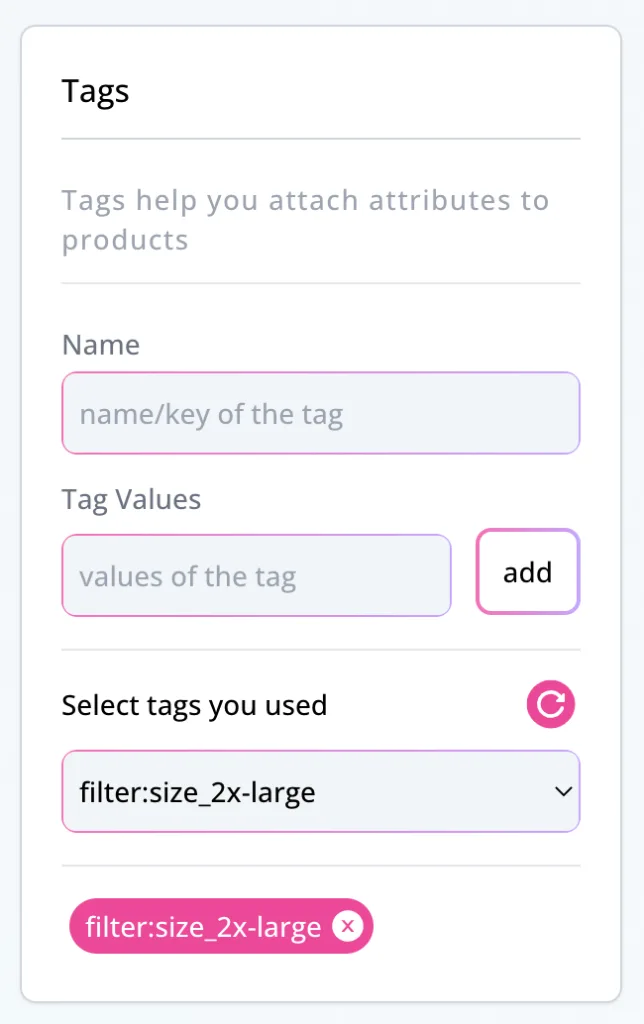 Tags
Tags help you attach attributes to
products
Name
name/key of the tag
Tag Values
values of the tag
add
Select tags you used
filter:size_2x-large
filter:size_2x-large